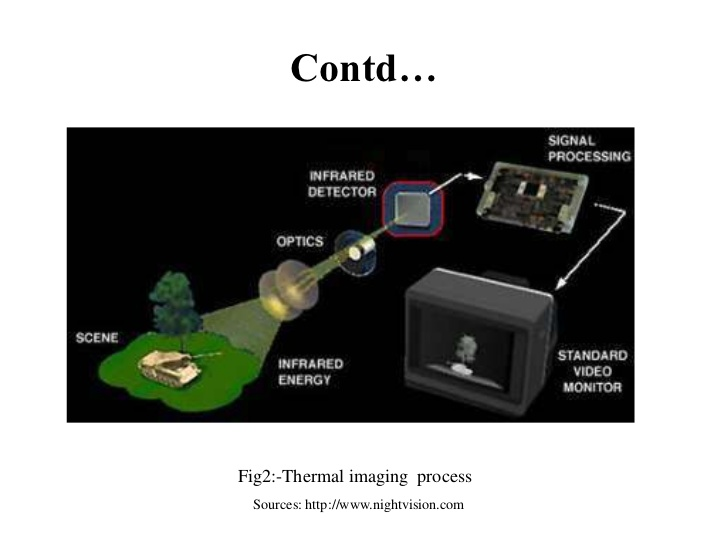 Contd…
SIGNAL
PROCESSING
INFRARED
DETECTOR
OPTICS
SCENE
INFRARED
ENERGY
STANDARD
VIDEO
MONITOR
Fig2:-Thermal imaging process
Sources: http://www.nightvision.com